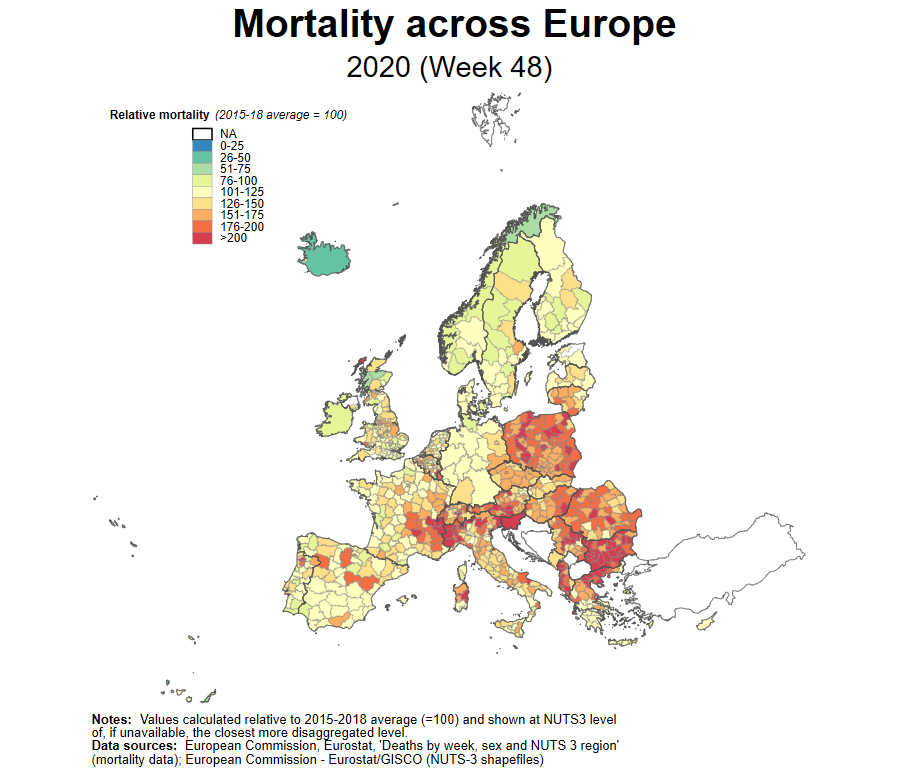 Mortality across Europe
2020 (Week 48)
Relative mortality (2015-18 average = 100)
NA
0-25
26-50
51-75
76-100
101-125
126-150
151-175
176-200
>200
Notes: Values calculated relative to 2015-2018 average (=100) and shown at NUTS3 level
of, if unavailable, the closest more disaggregated level.
Data sources: European Commission, Eurostat, 'Deaths by week, sex and NUTS 3 region'
(mortality data); European Commission - Eurostat/GISCO (NUTS-3 shapefiles)